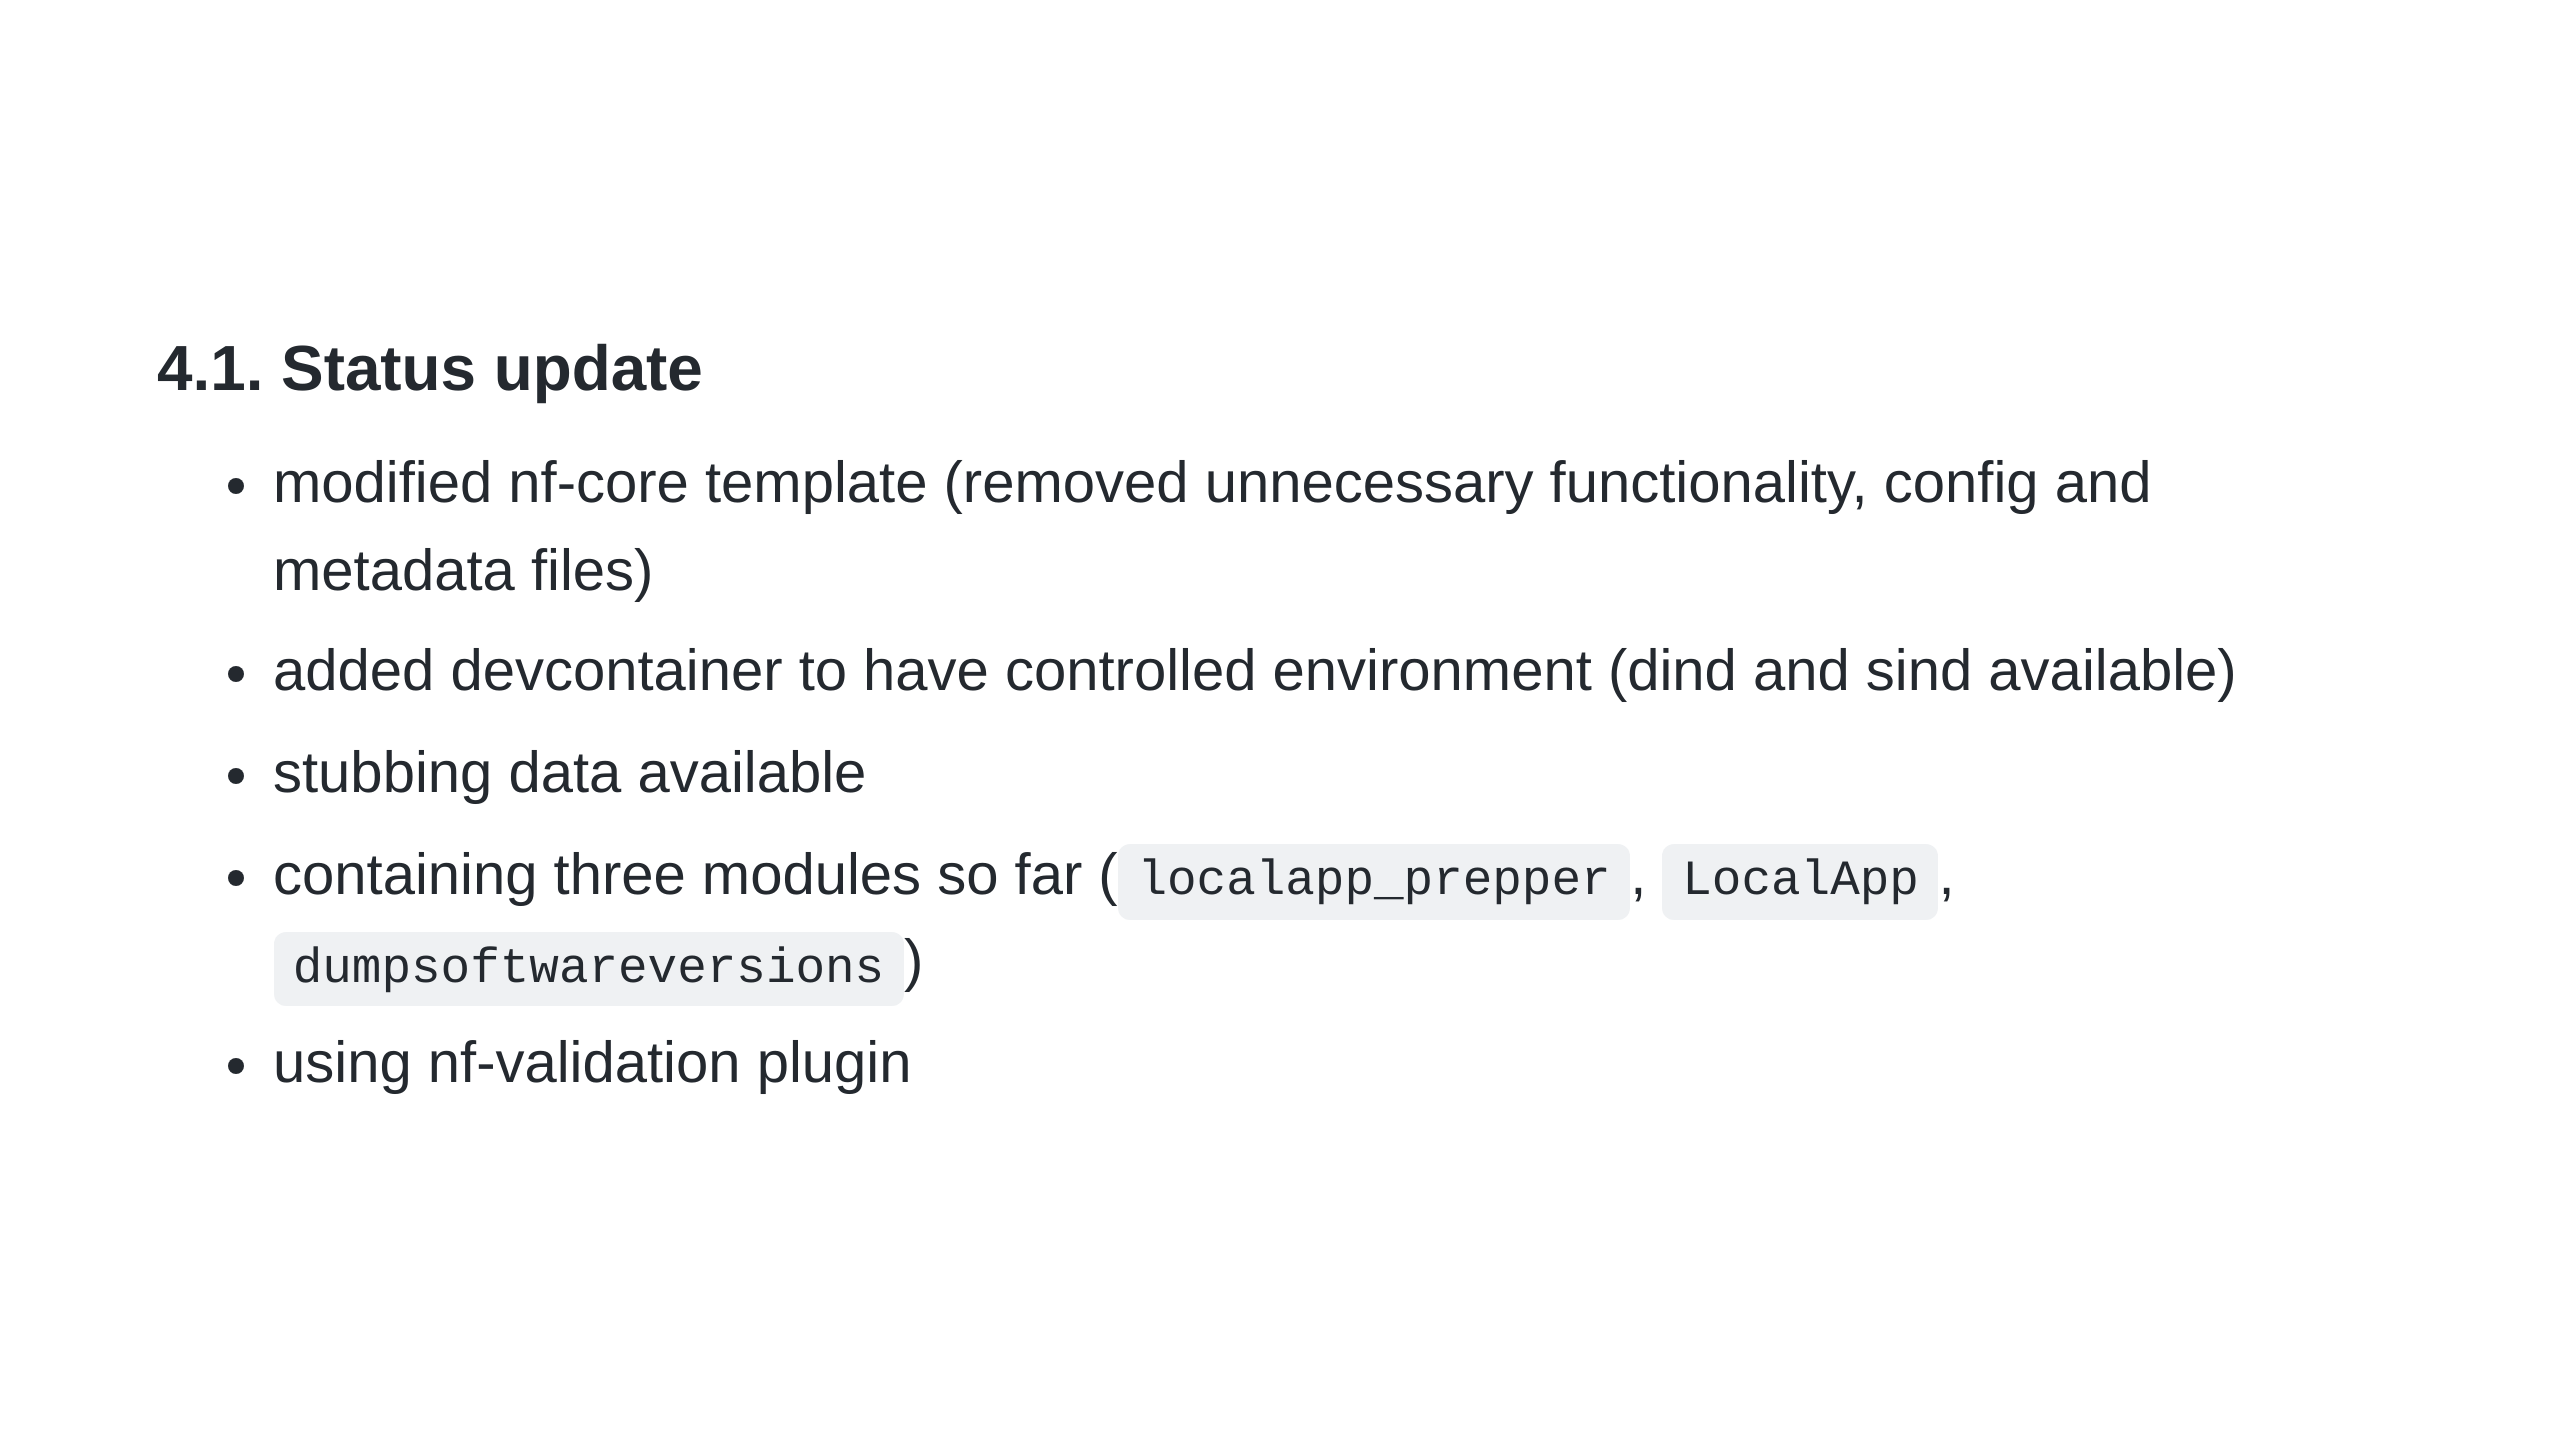 4.1. Status update
• modified nf-core template (removed unnecessary functionality, config and
metadata files)
• added devcontainer to have controlled environment (dind and sind available)
• stubbing data available
• containing three modules so far (localapp_prepper, LocalApp,
dumpsoftwareversions)
• using nf-validation plugin